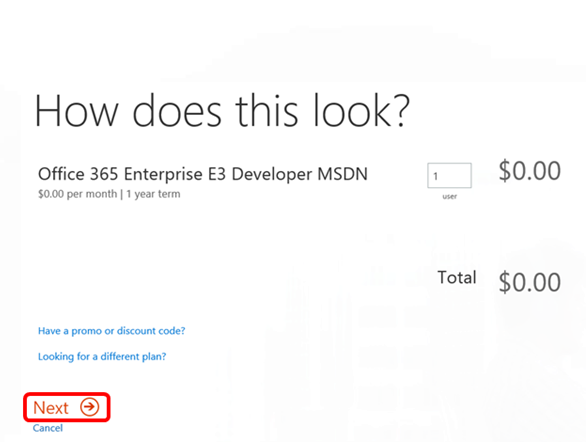 How does this look?
Office 365 Enterprise E3 Developer MSDN 1 $0.00
$0.00 per month | 1 year term user
Total $0.00
Have a promo or discount code?
Looking for a different plan?
Next
Cancel